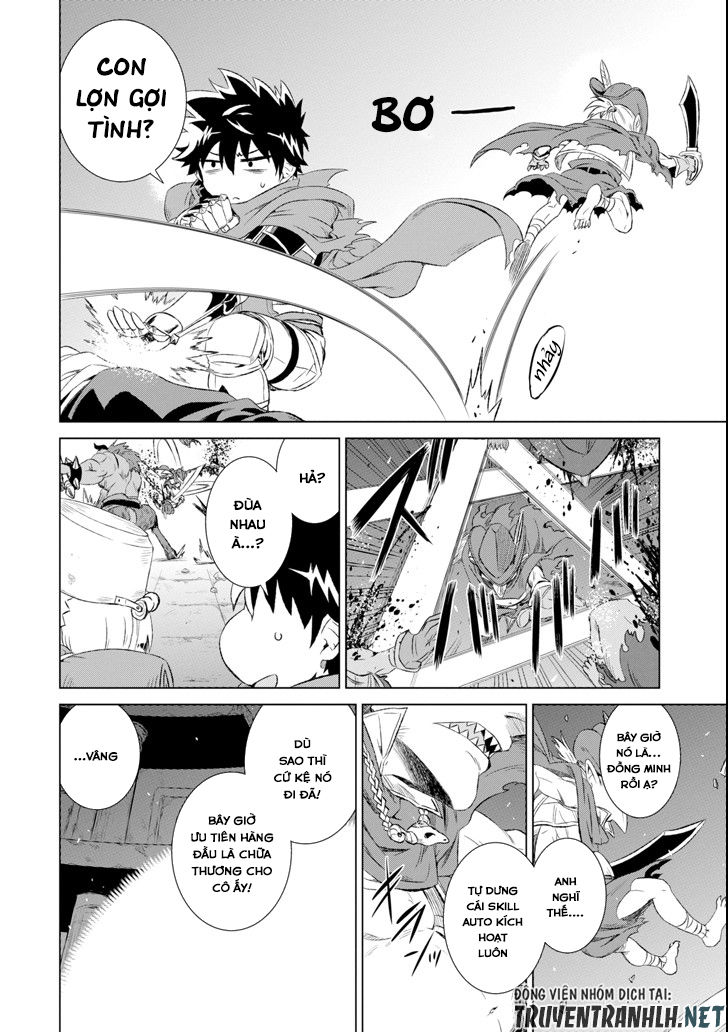 BƠ —
CON
LỢN GỢI
TÌNH?
nhảy
HẢ?
ĐÙA
NHAU
À...?
BÂY GIỜ
NÓ LÀ...
ĐỒNG MINH
RỒI Ạ?
ANH
NGHĨ
THẾ....
TỰ DƯNG
CÁI SKILL
AUTO KÍCH
HOẠT
LUÔN
DÙ
SAO THÌ
CỨ KỆ NÓ
ĐI ĐÃ!
BÂY GIỜ
ƯU TIÊN HÀNG
ĐẦU LÀ CHỮA
THƯƠNG CHO
CÔ ẤY!
...VÂNG
ĐỘNG VIÊN NHÓM DỊCH TẠI:
TRUYENTRANHLH.NET